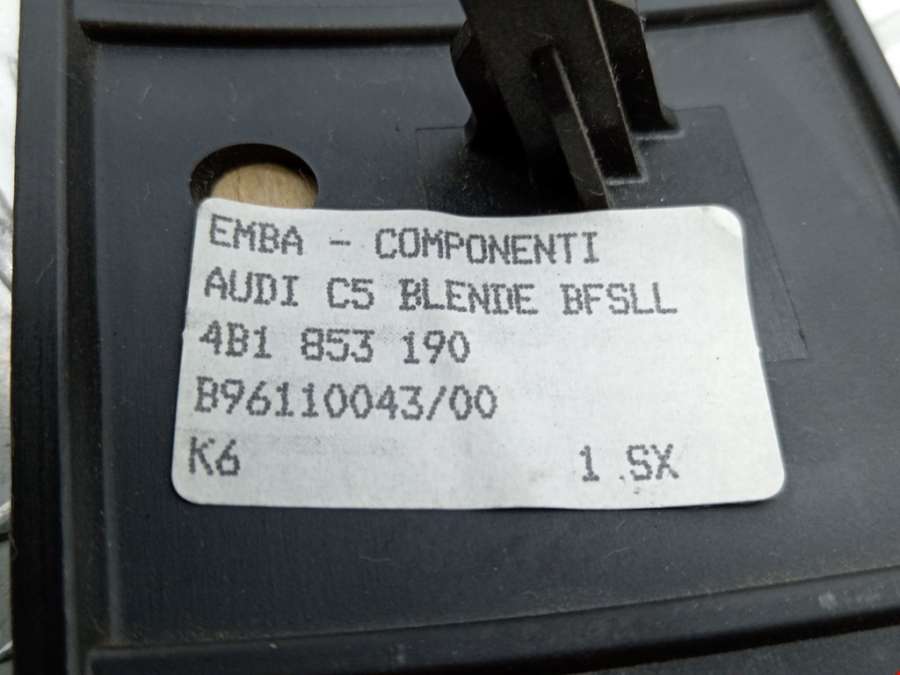 EMBA - COMPONENTI
AUDI C5 BLENDE BFSLL
4B1 853 190
B96110043/00
K6 1 SX